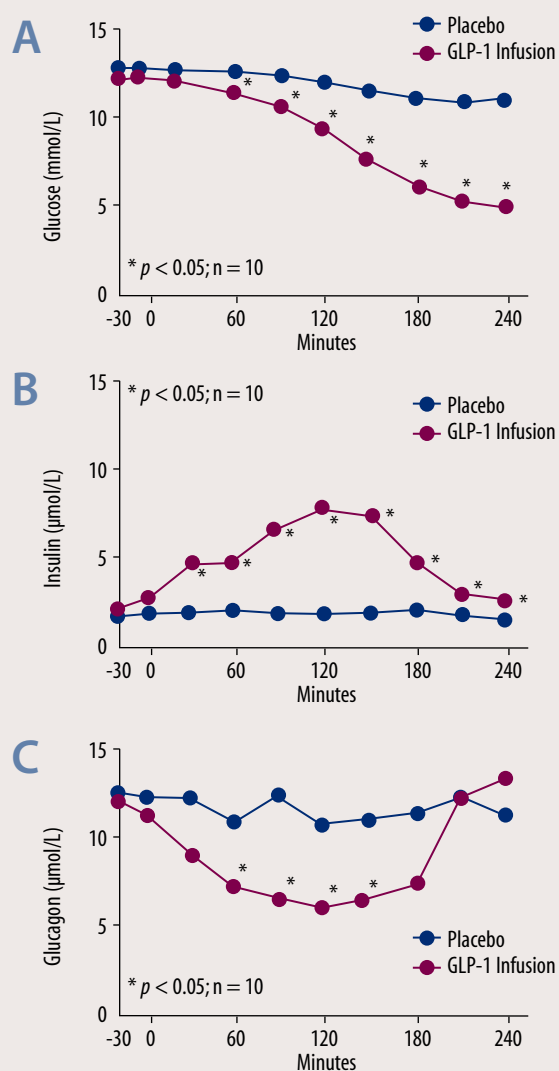 A
Placebo
GLP-1 Infusion
15
10
5
0
Glucose (mmol/L)
* * * * * * *
* p < 0.05; n = 10
-30 0 60 120 180 240
Minutes
B
15
10
5
0
* p < 0.05; n = 10
Placebo
GLP-1 Infusion
Insulin (µmol/L)
* * * * * * * *
-30 0 60 120 180 240
Minutes
C
15
10
5
0
Glucagon (µmol/L)
* * * *
Placebo
GLP-1 Infusion
* p < 0.05; n = 10
-30 0 60 120 180 240
Minutes